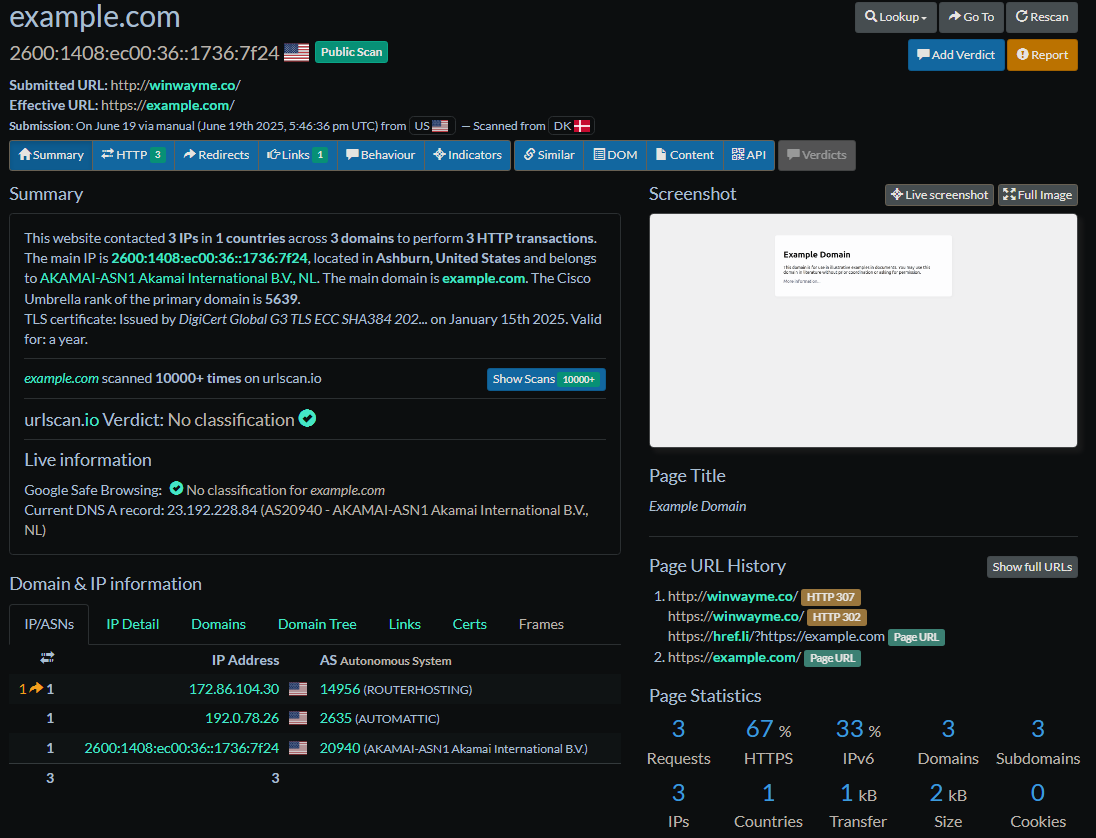 example.com
Lookup
Go To
Rescan
2600:1408:ec00:36::1736:7f24 Public Scan
Add Verdict
Report
Submitted URL: http://winwayme.co/
Effective URL: https://example.com/
Submission: On June 19 via manual (June 19th 2025, 5:46:36 pm UTC) from US — Scanned from DK
Summary
HTTP 3
Redirects
Links 1
Behaviour
Indicators
Similar
DOM
Content
API
Verdicts
Summary
This website contacted 3 IPs in 1 countries across 3 domains to perform 3 HTTP transactions.
The main IP is 2600:1408:ec00:36::1736:7f24, located in Ashburn, United States and belongs
to AKAMAI-ASN1 Akamai International B.V., NL. The main domain is example.com. The Cisco
Umbrella rank of the primary domain is 5639.
TLS certificate: Issued by DigiCert Global G3 TLS ECC SHA384 202... on January 15th 2025. Valid
for: a year.
example.com scanned 10000+ times on urlscan.io
Show Scans 10000+
urlscan.io Verdict: No classification
Live information
Google Safe Browsing: No classification for example.com
Current DNS A record: 23.192.228.84 (AS20940 - AKAMAI-ASN1 Akamai International B.V.,
NL)
Domain & IP information
IP/ASNs
IP Detail
Domains
Domain Tree
Links
Certs
Frames
IP Address AS Autonomous System
1 1 172.86.104.30 14956 (ROUTERHOSTING)
1 192.0.78.26 2635 (AUTOMATTIC)
1 2600:1408:ec00:36::1736:7f24 20940 (AKAMAI-ASN1 Akamai International B.V.)
3 3
Screenshot
Live screenshot
Full Image
Example Domain
This domain is for use in illustrative examples in documents. You may use this
domain in literature without prior coordination or asking for permission.
More information...
Page Title
Example Domain
Page URL History
Show full URLs
1. http://winwayme.co/ HTTP 307
https://winwayme.co/ HTTP 302
https://href.li/?https://example.com Page URL
2. https://example.com/ Page URL
Page Statistics
3 67 % 33 % 3 3
Requests HTTPS IPv6 Domains Subdomains
3 1 1 kB 2 kB 0
IPs Countries Transfer Size Cookies